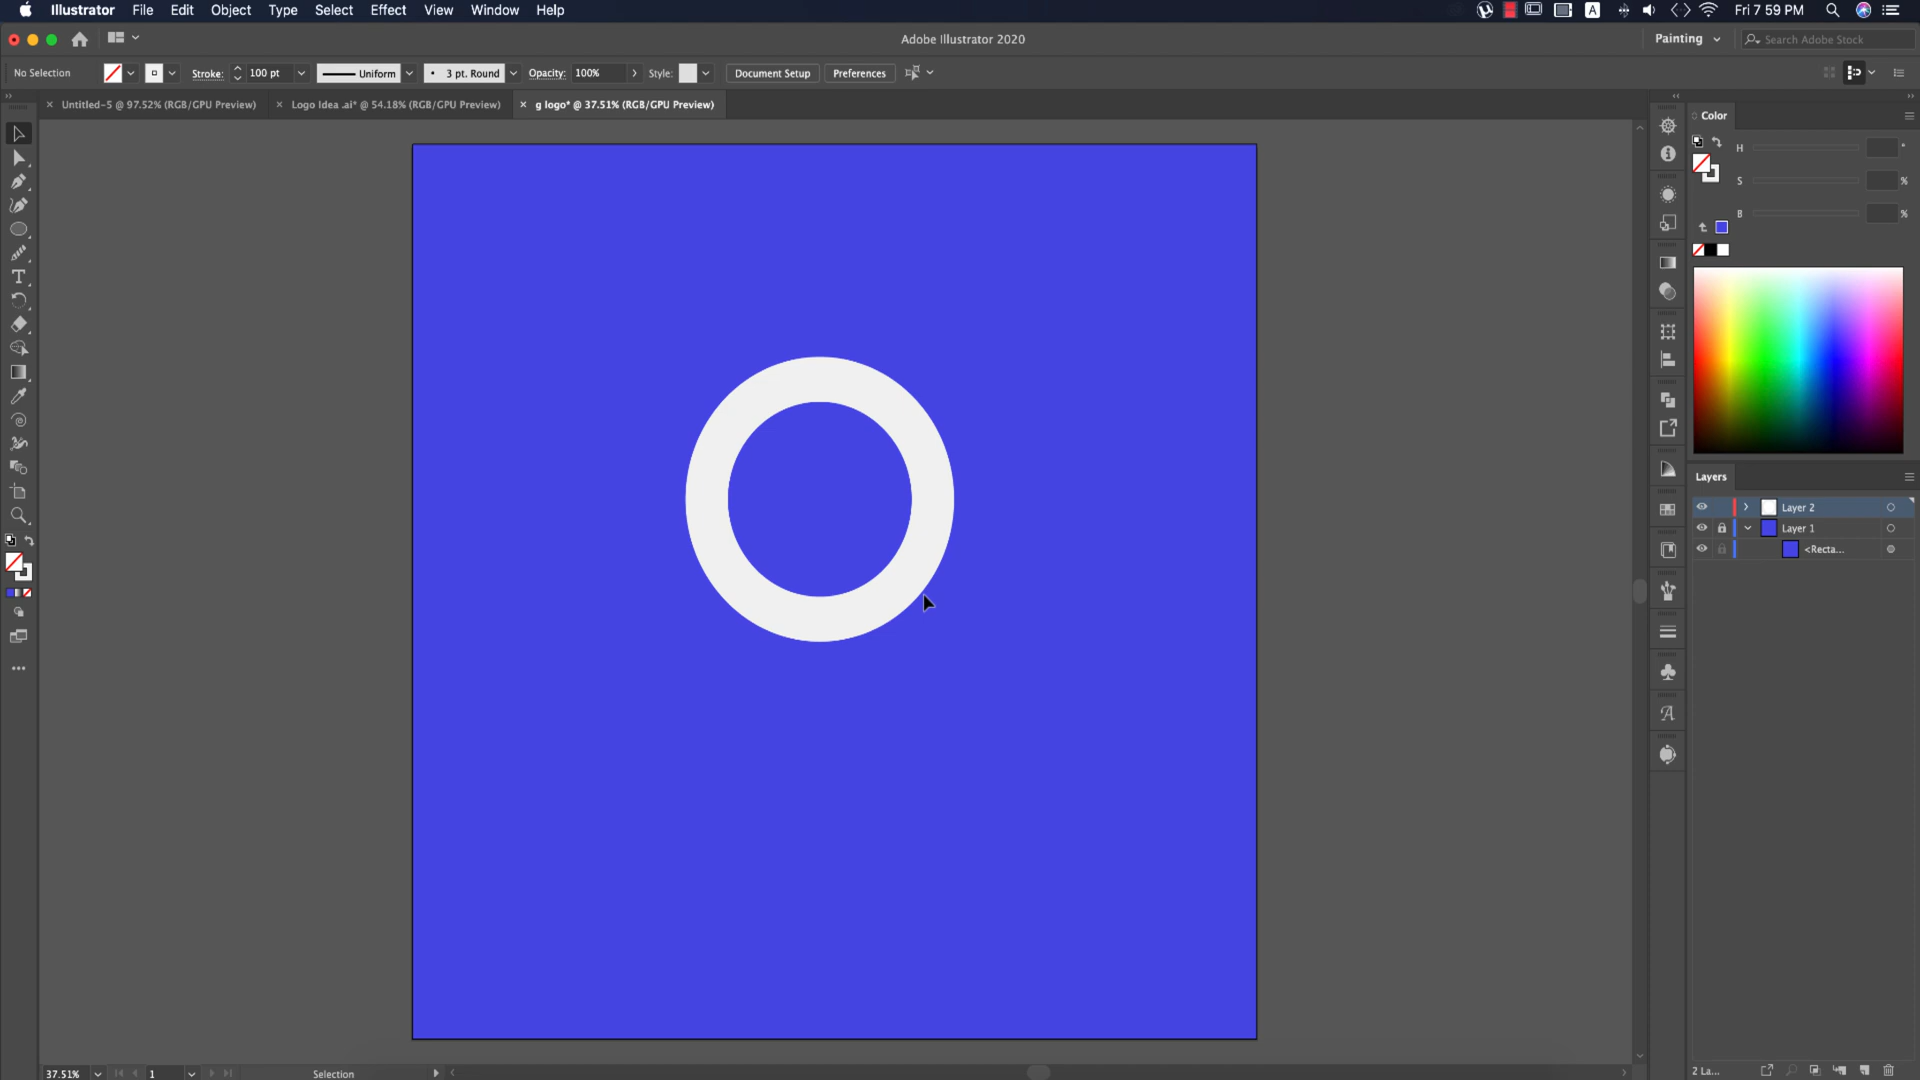 Illustrator File Edit Object Type Select Effect View Window Help A Fri 7 59 PM
Adobe Illustrator 2020 Painting Search Adobe Stock
No Selection Stroke: 100 pt Uniform 3 pt. Round Opacity: 100% Style: Document Setup Preferences
Untitled-5 @ 97.52% (RGB/GPU Preview) Logo Idea .ai* @ 54.18% (RGB/GPU Preview) g logo* @ 37.51% (RGB/GPU Preview)
Color
H °
S %
B %
Layers
Layer 2
Layer 1
<Recta...
37.51% 1 Selection 2 La...